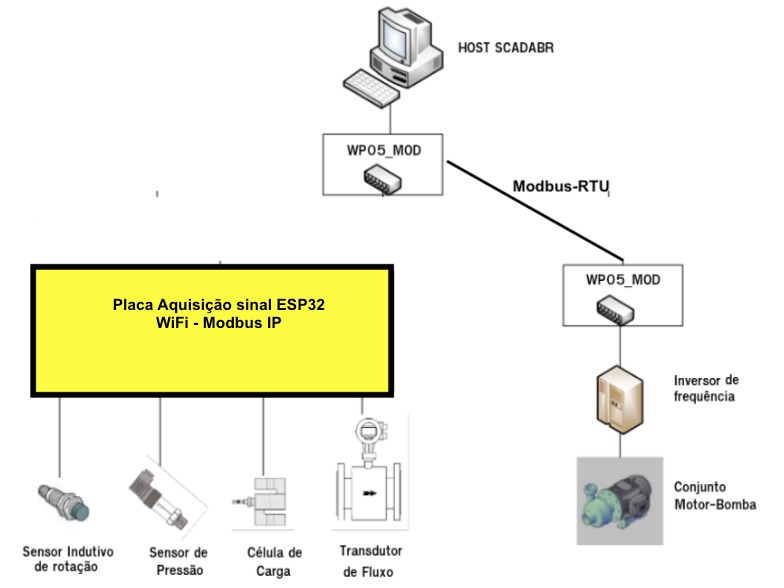 HOST SCADABR
WP05_MOD
Modbus-RTU
WP05_MOD
Placa Aquisição sinal ESP32
WiFi - Modbus IP
Inversor de
frequência
Conjunto
Motor-Bomba
Sensor Indutivo
de rotação
Sensor de
Pressão
Célula de
Carga
Transdutor
de Fluxo